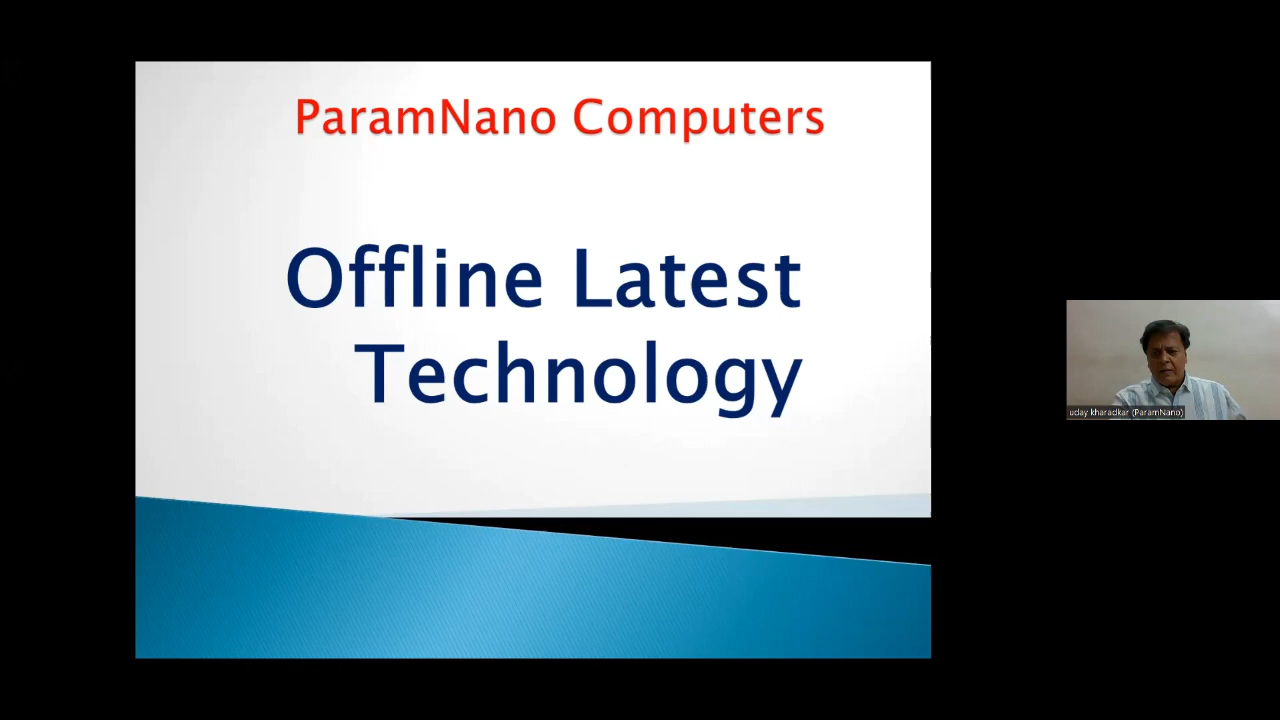 ParamNano Computers
Offline Latest
Technology
uday kharadkar (ParamNano)